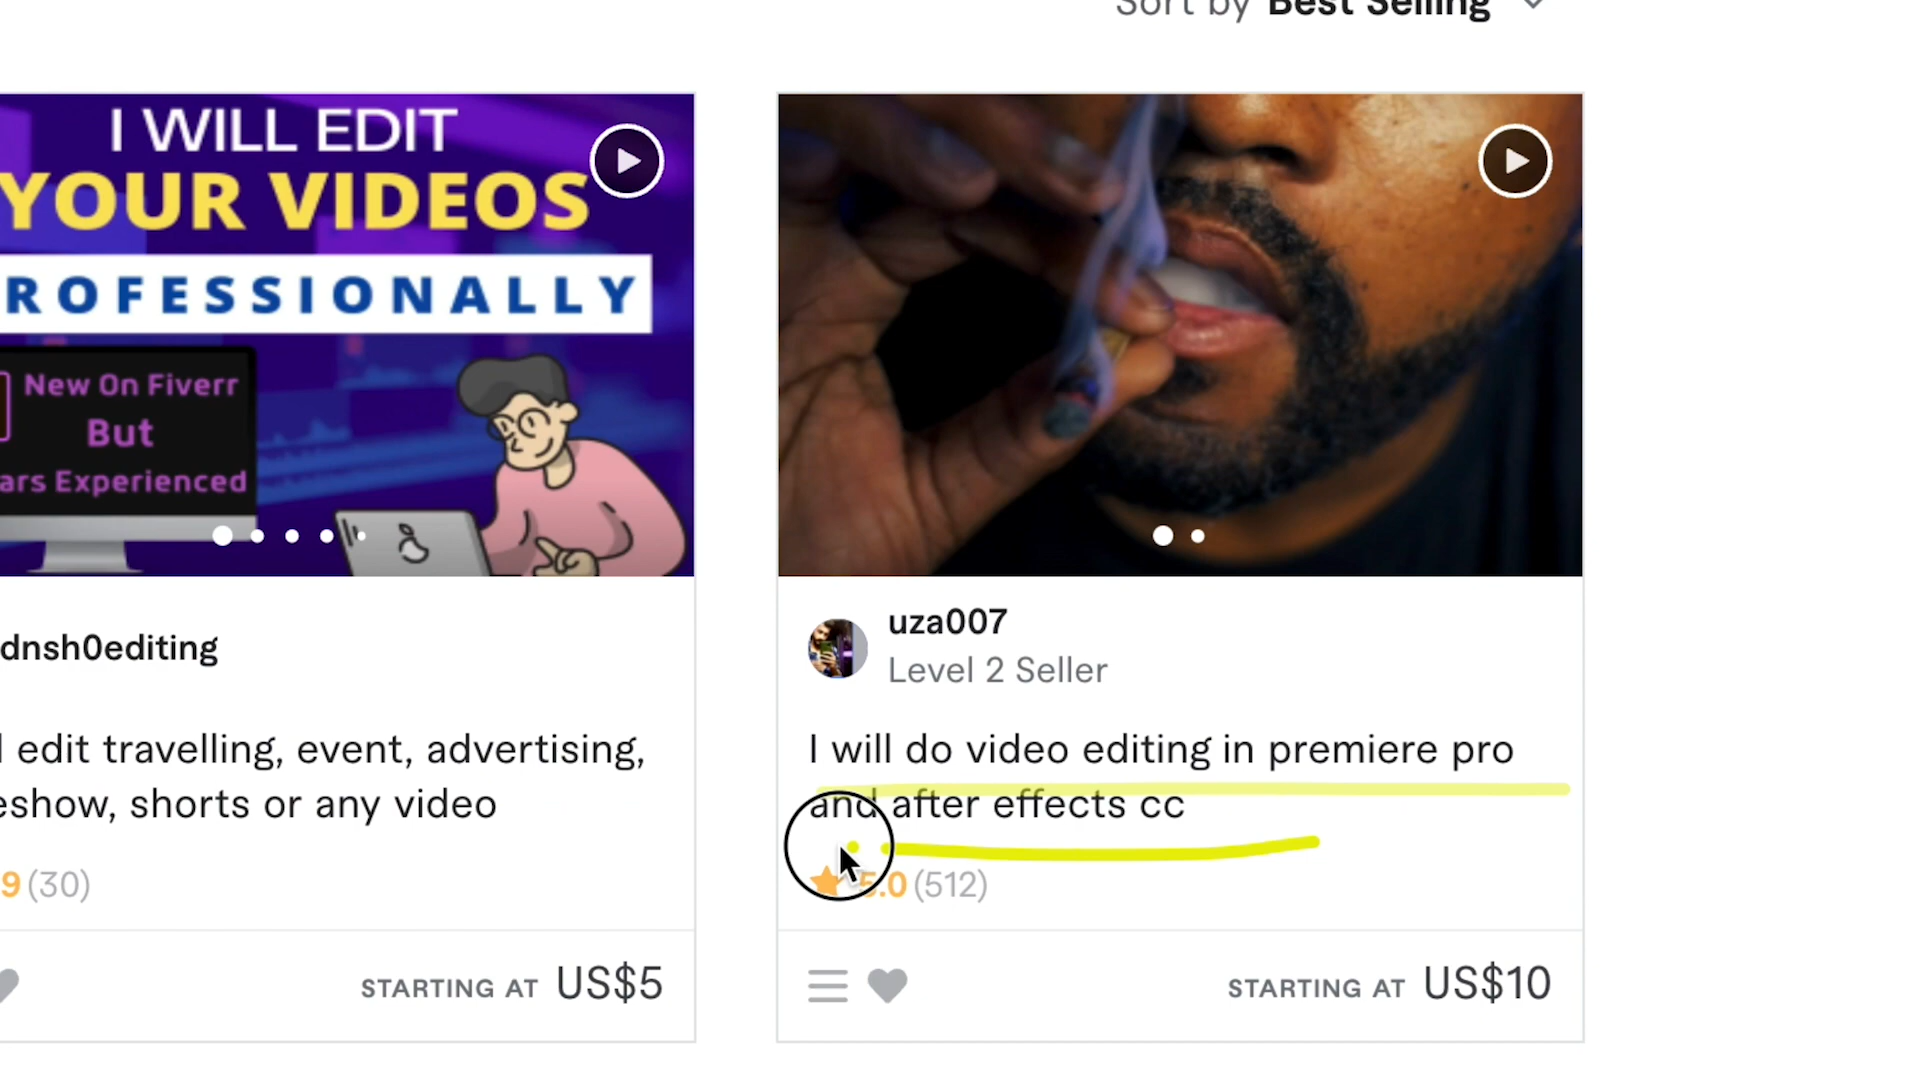 Sort by Best Selling
I WILL EDIT
YOUR VIDEOS
ROFESSIONALLY
New On Fiverr
But
ars Experienced
dnsh0editing
edit travelling, event, advertising,
eshow, shorts or any video
9 (30)
STARTING AT US$5
uza007
Level 2 Seller
I will do video editing in premiere pro
and after effects cc
5.0 (512)
STARTING AT US$10